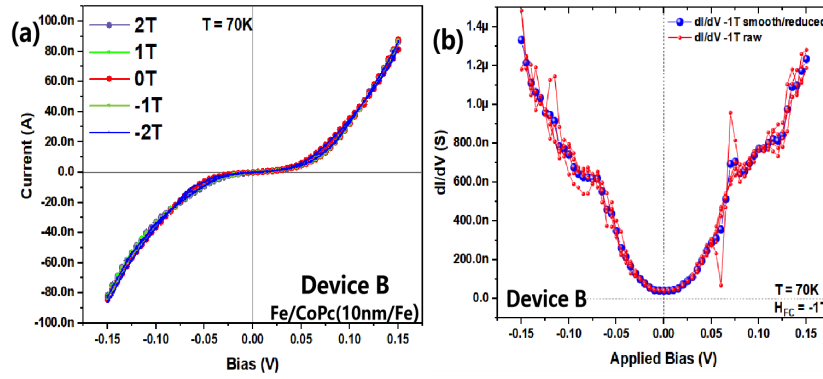 (a)
100.0n
80.0n
60.0n
40.0n
20.0n
0.0
-20.0n
-40.0n
-60.0n
-80.0n
-100.0n
Current (A)
2T
1T
0T
-1T
-2T
T = 70K
Device B
Fe/CoPc(10nm/Fe)
-0.15 -0.10 -0.05 0.00 0.05 0.10 0.15
Bias (V)
(b)
dI/dV -1T smooth/reduced
dI/dV -1T raw
1.4µ
1.2µ
1.0µ
800.0n
600.0n
400.0n
200.0n
0.0
dI/dV (S)
Device B
T = 70K
HFC = -1T
-0.15 -0.10 -0.05 0.00 0.05 0.10 0.15
Applied Bias (V)